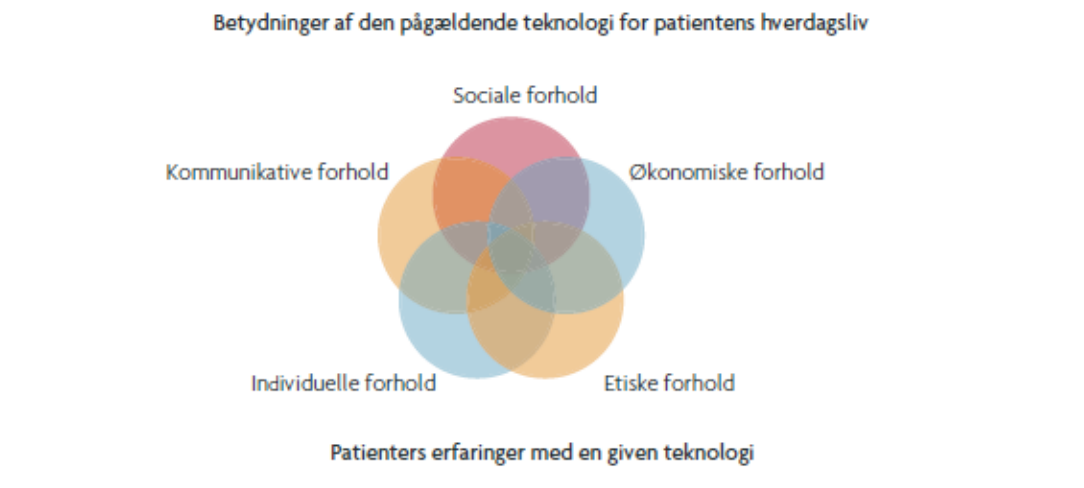 Betydninger af den pågældende teknologi for patientens hverdagsliv
Sociale forhold
Kommunikative forhold
Økonomiske forhold
Individuelle forhold
Etiske forhold
Patienters erfaringer med en given teknologi